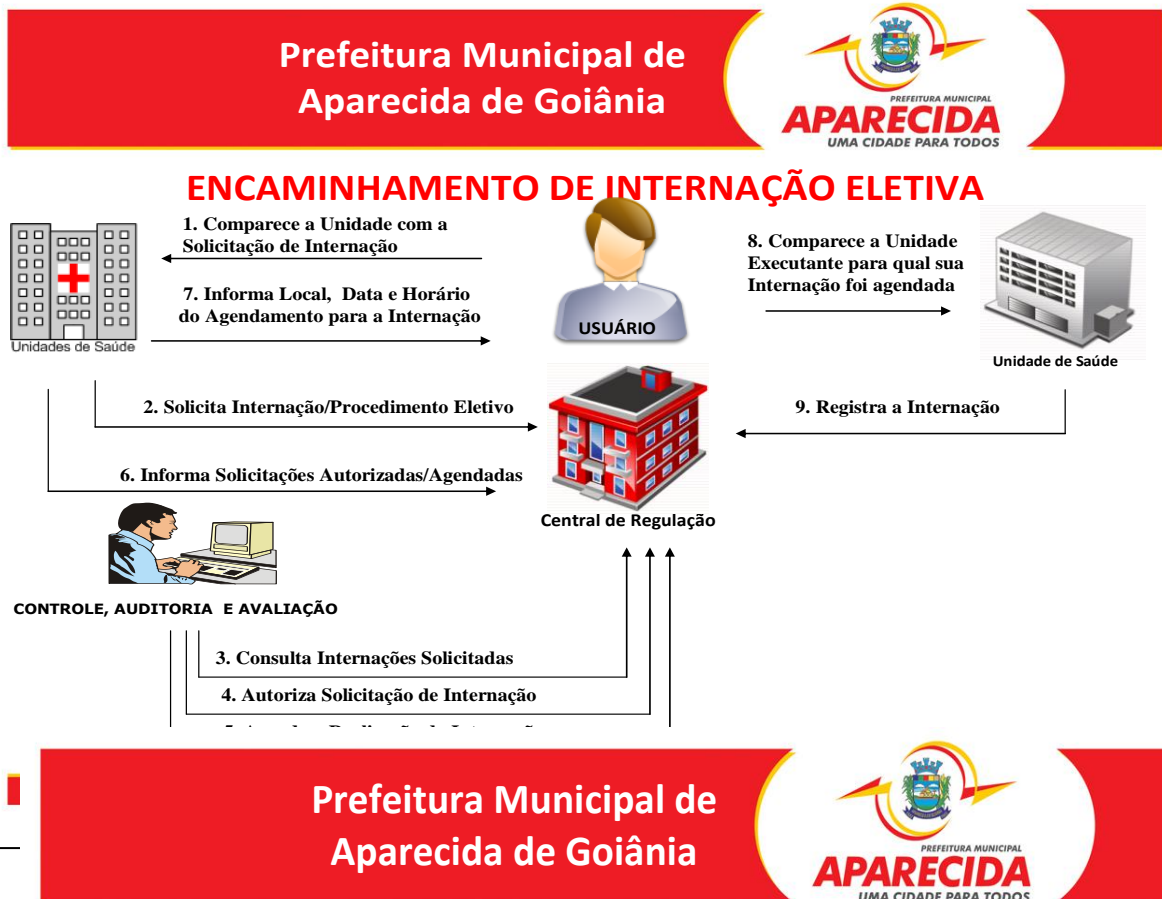 Prefeitura Municipal de
Aparecida de Goiânia
PREFEITURA MUNICIPAL
APARECIDA
UMA CIDADE PARA TODOS
ENCAMINHAMENTO DE INTERNAÇÃO ELETIVA
1. Comparece a Unidade com a
Solicitação de Internação
7. Informa Local, Data e Horário
do Agendamento para a Internação
Unidades de Saúde
USUÁRIO
8. Comparece a Unidade
Executante para qual sua
Internação foi agendada
Unidade de Saúde
2. Solicita Internação/Procedimento Eletivo
9. Registra a Internação
6. Informa Solicitações Autorizadas/Agendadas
Central de Regulação
CONTROLE, AUDITORIA E AVALIAÇÃO
3. Consulta Internações Solicitadas
4. Autoriza Solicitação de Internação
Prefeitura Municipal de
Aparecida de Goiânia
PREFEITURA MUNICIPAL
APARECIDA
UMA CIDADE PARA TODOS